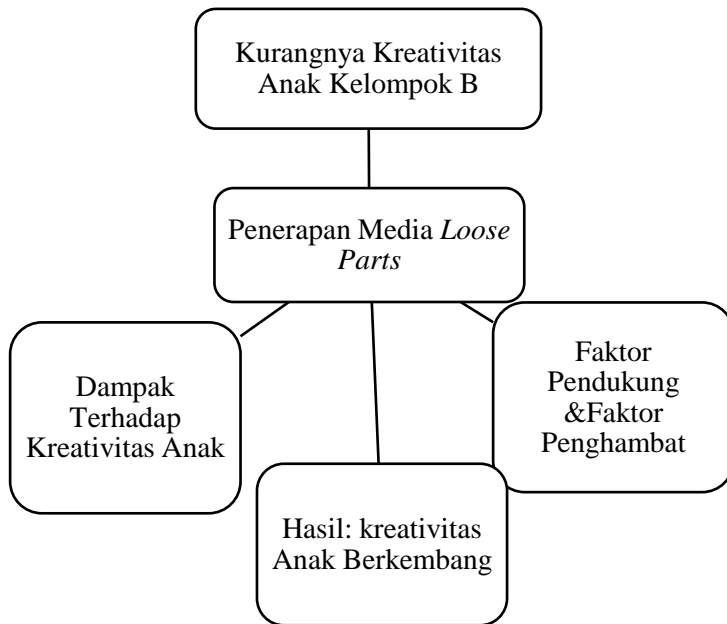 Kurangnya Kreativitas
Anak Kelompok B
Penerapan Media Loose
Parts
Dampak
Terhadap
Kreativitas Anak
Faktor
Pendukung
&Faktor
Penghambat
Hasil: kreativitas
Anak Berkembang